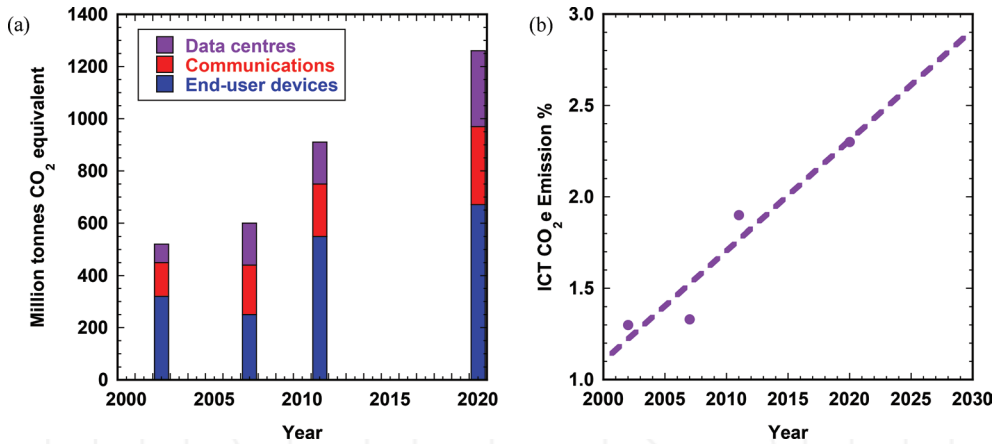 (a)
Million tonnes CO2 equivalent
1400
1200
1000
800
600
400
200
0
Data centres
Communications
End-user devices
2000 2005 2010 2015 2020
Year
(b)
ICT CO2 e Emission %
3.0
2.5
2.0
1.5
1.0
2000 2005 2010 2015 2020 2025 2030
Year